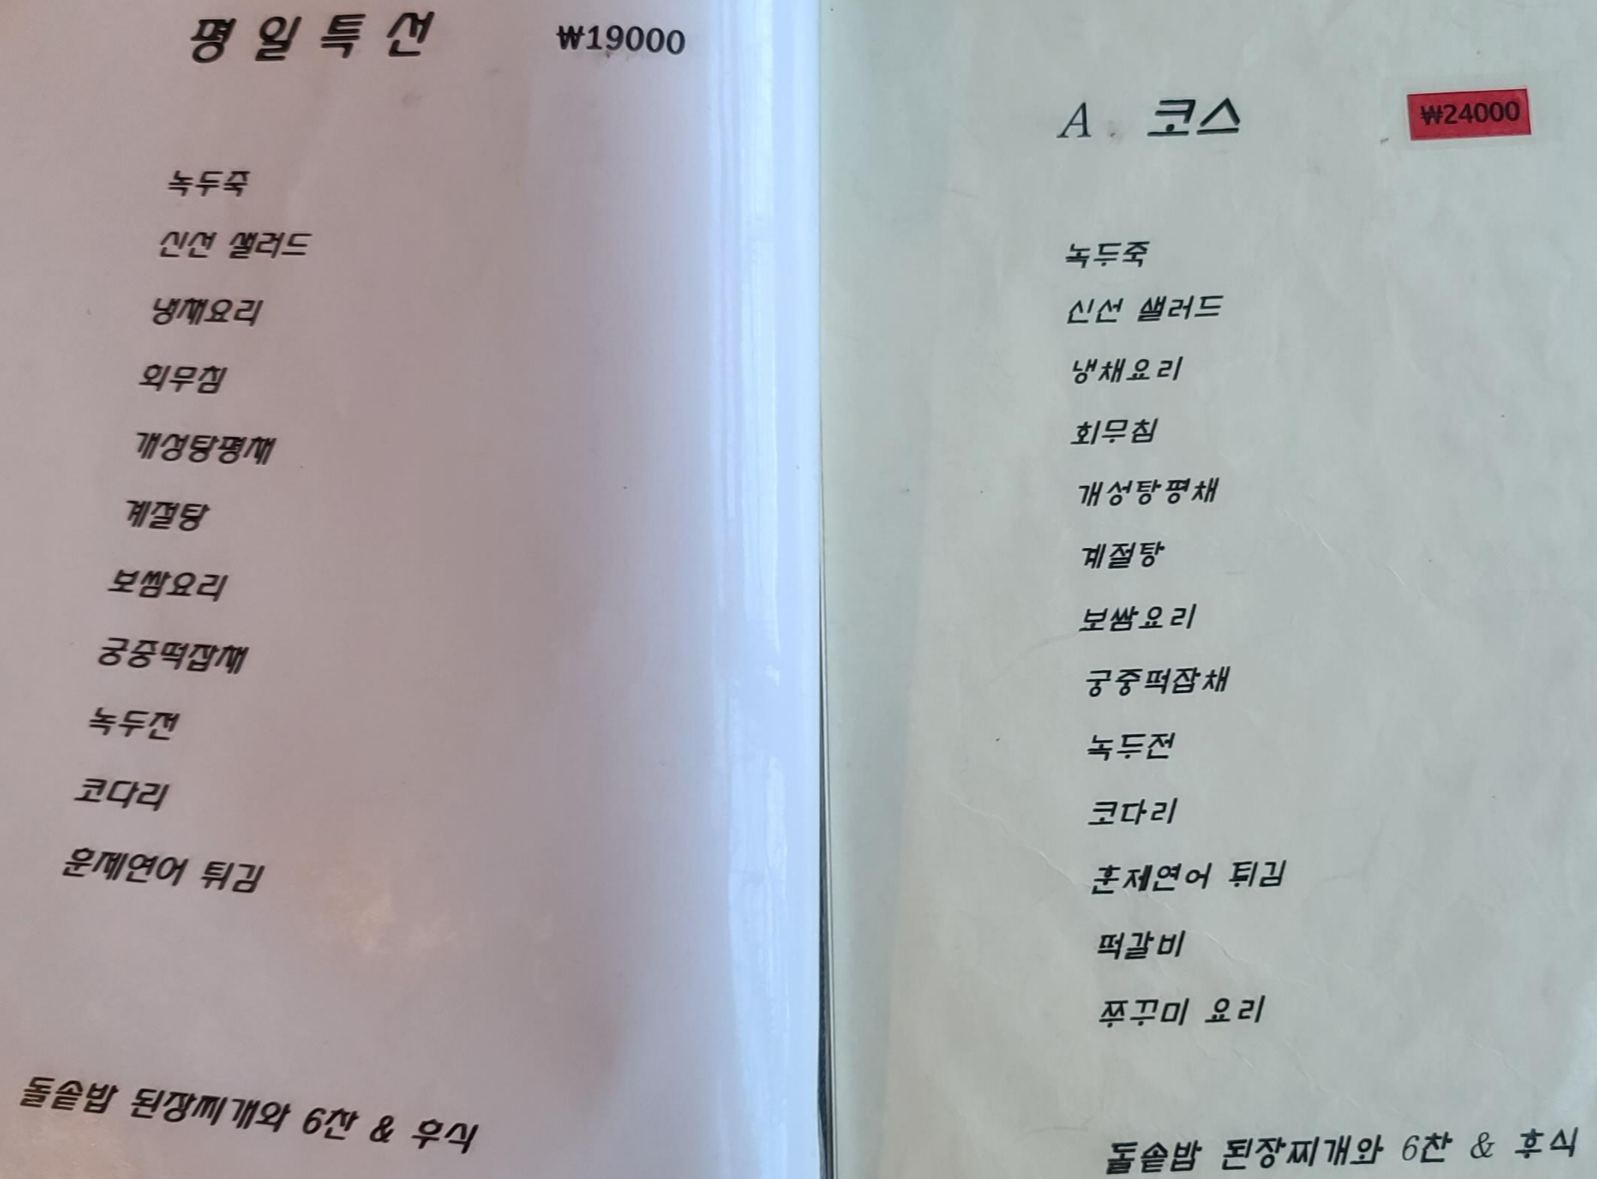 평일특선 ₩19000
녹두죽
신선 샐러드
냉채요리
회무침
개성탕평채
계절탕
보쌈요리
궁중떡잡채
녹두전
코다리
훈제연어 튀김
돌솥밥 된장찌개와 6찬 & 후식
A. 코스 ₩24000
녹두죽
신선 샐러드
냉채요리
회무침
개성탕평채
계절탕
보쌈요리
궁중떡잡채
녹두전
코다리
훈제연어 튀김
떡갈비
쭈꾸미 요리
돌솥밥 된장찌개와 6찬 & 후식